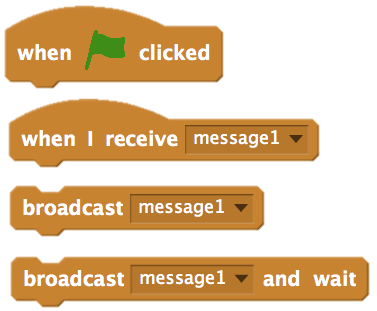 when clicked
when I receive message1
broadcast message1
broadcast message1 and wait